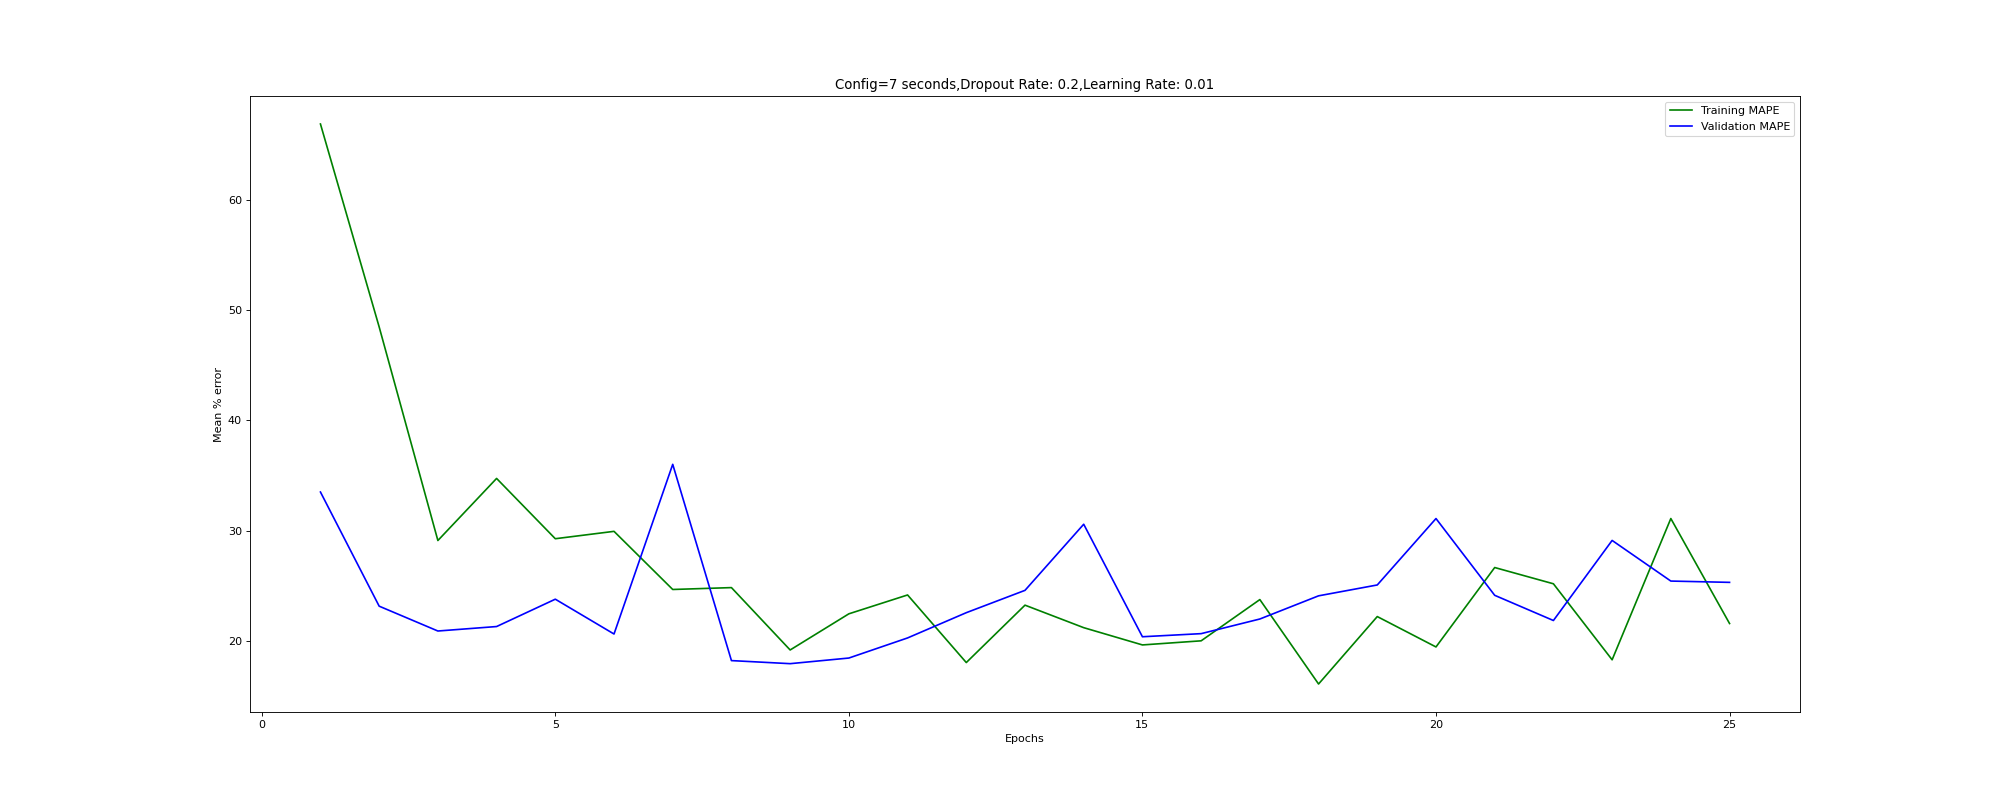 Config=7 seconds,Dropout Rate: 0.2,Learning Rate: 0.01
Training MAPE
Validation MAPE
60
50
40
30
20
Mean % error
0 5 10 15 20 25
Epochs